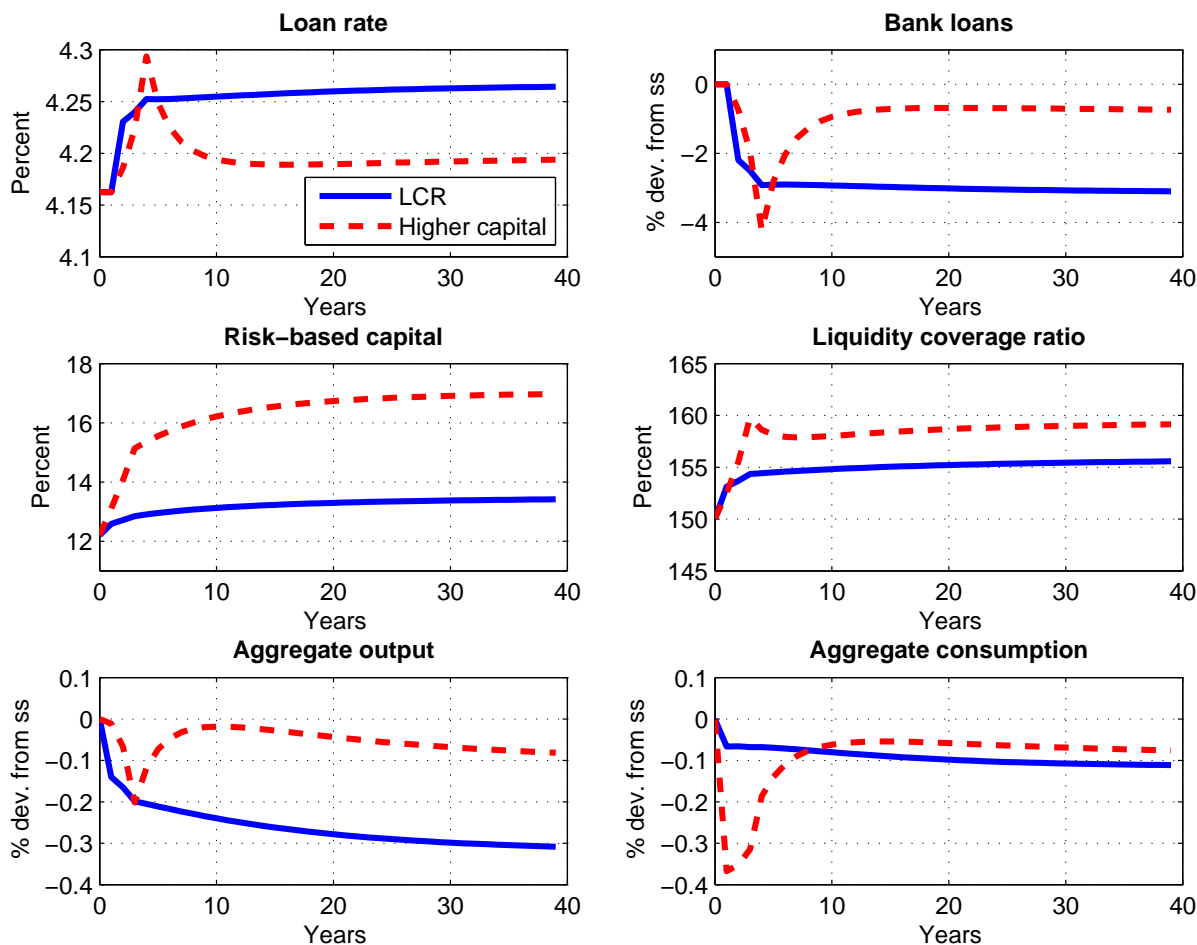 Loan rate
4.3
4.25
4.2
4.15
4.1
Percent
LCR
Higher capital
0 10 20 30 40
Years
Bank loans
0
−2
−4
% dev. from ss
0 10 20 30 40
Years
Risk−based capital
18
16
14
12
Percent
0 10 20 30 40
Years
Liquidity coverage ratio
165
160
155
150
145
Percent
0 10 20 30 40
Years
Aggregate output
0.1
0
−0.1
−0.2
−0.3
−0.4
% dev. from ss
0 10 20 30 40
Years
Aggregate consumption
0.1
0
−0.1
−0.2
−0.3
−0.4
% dev. from ss
0 10 20 30 40
Years